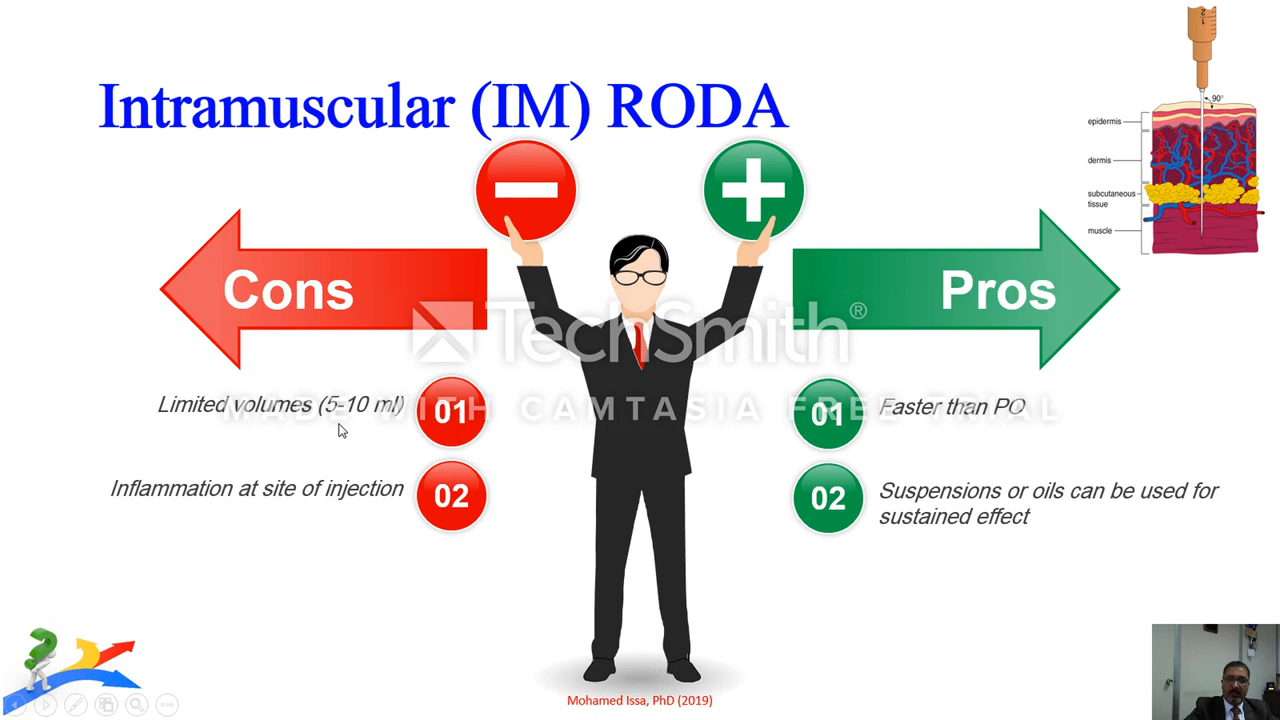 Intramuscular (IM) RODA
90°
epidermis
dermis
subcutaneous
tissue
muscle
Cons
Pros
TechSmith®
MADE WITH CAMTASIA FREE TRIAL
Limited volumes (5-10 ml)
01
01
Faster than PO
Inflammation at site of injection
02
02
Suspensions or oils can be used for
sustained effect
Mohamed Issa, PhD (2019)